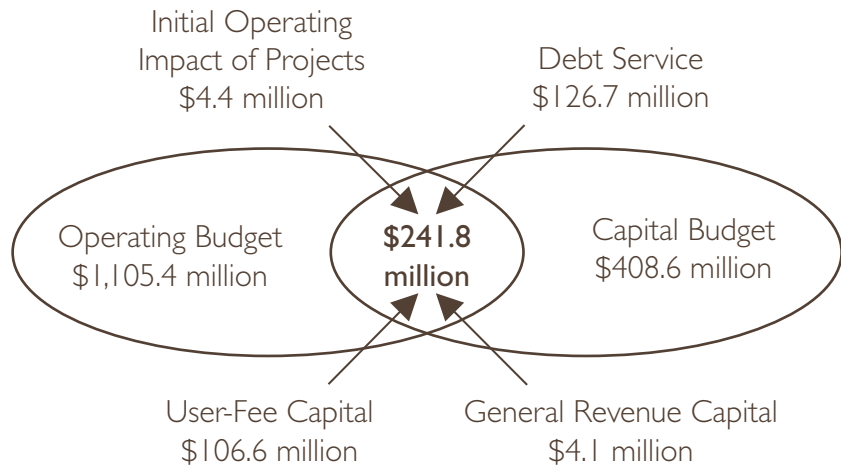 Initial Operating
Impact of Projects
$4.4 million
Debt Service
$126.7 million
Operating Budget
$1,105.4 million
$241.8
million
Capital Budget
$408.6 million
User-Fee Capital
$106.6 million
General Revenue Capital
$4.1 million